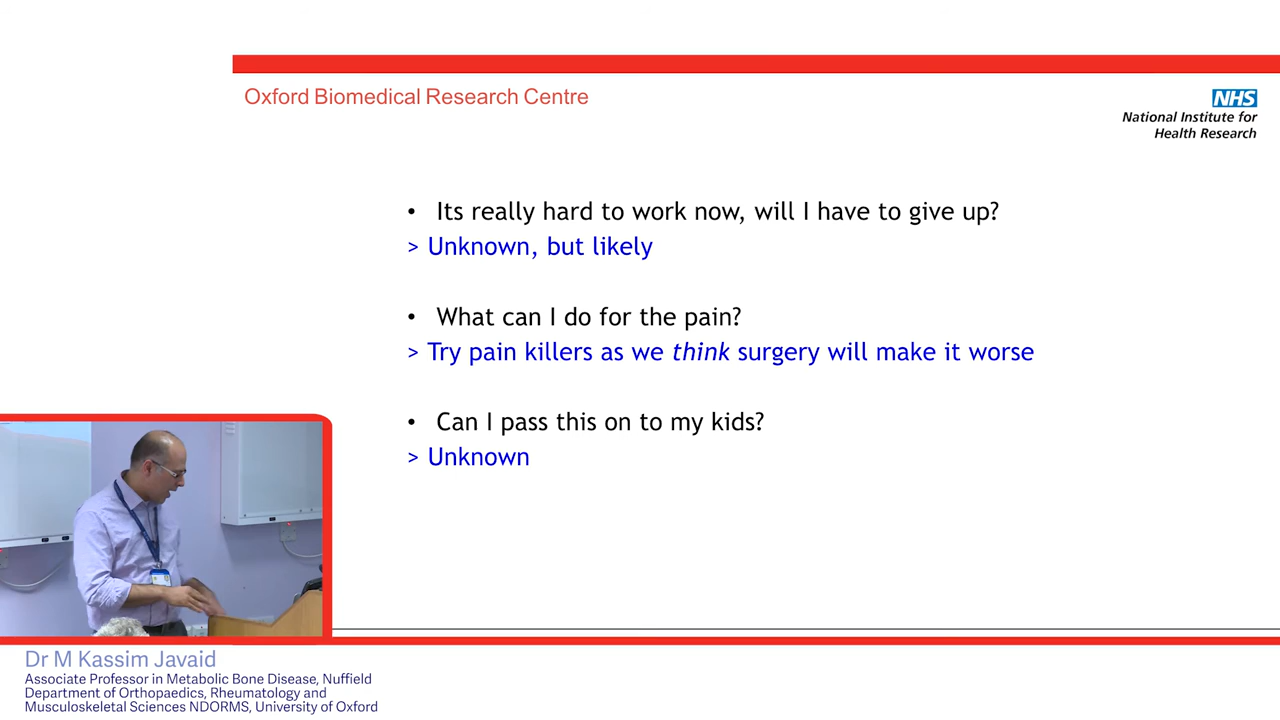 Oxford Biomedical Research Centre
NHS
National Institute for
Health Research
• Its really hard to work now, will I have to give up?
> Unknown, but likely
• What can I do for the pain?
> Try pain killers as we think surgery will make it worse
• Can I pass this on to my kids?
> Unknown
Dr M Kassim Javaid
Associate Professor in Metabolic Bone Disease, Nuffield
Department of Orthopaedics, Rheumatology and
Musculoskeletal Sciences NDORMS, University of Oxford